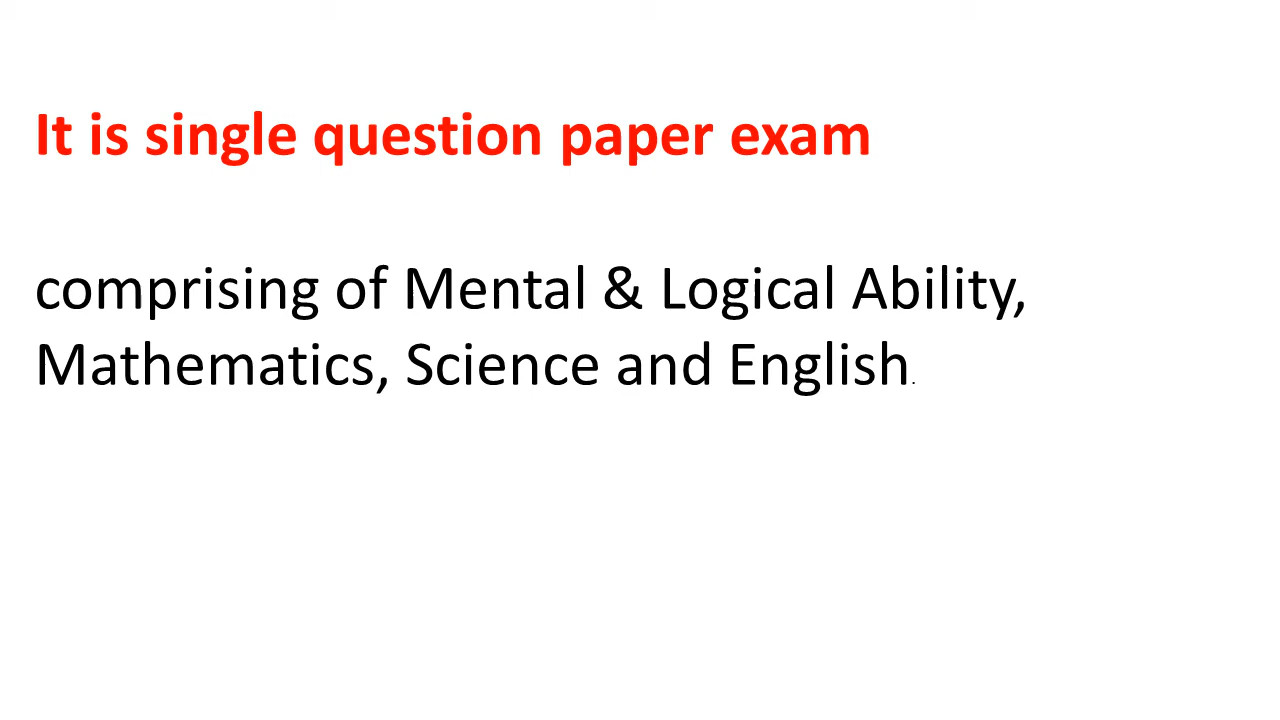 It is single question paper exam
comprising of Mental & Logical Ability,
Mathematics, Science and English.